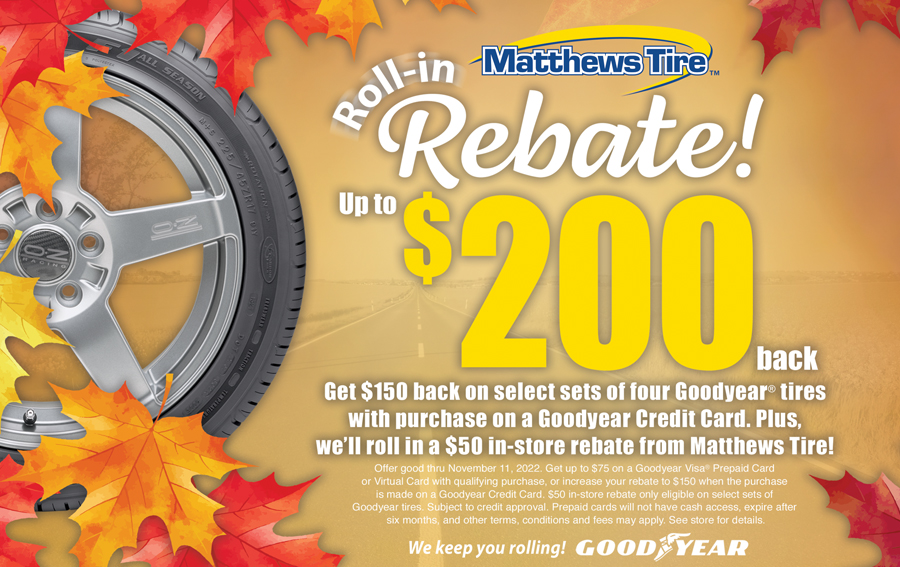 Matthews Tire™
Roll-in
Rebate!
Up to
$200
back
Get $150 back on select sets of four Goodyear® tires
with purchase on a Goodyear Credit Card. Plus,
we'll roll in a $50 in-store rebate from Matthews Tire!
Offer good thru November 11, 2022. Get up to $75 on a Goodyear Visa® Prepaid Card
or Virtual Card with qualifying purchase, or increase your rebate to $150 when the purchase
is made on a Goodyear Credit Card. $50 in-store rebate only eligible on select sets of
Goodyear tires. Subject to credit approval. Prepaid cards will not have cash access, expire after
six months, and other terms, conditions and fees may apply. See store for details.
We keep you rolling! GOODYEAR
ALL SEASON
OZ
OZ
RACING